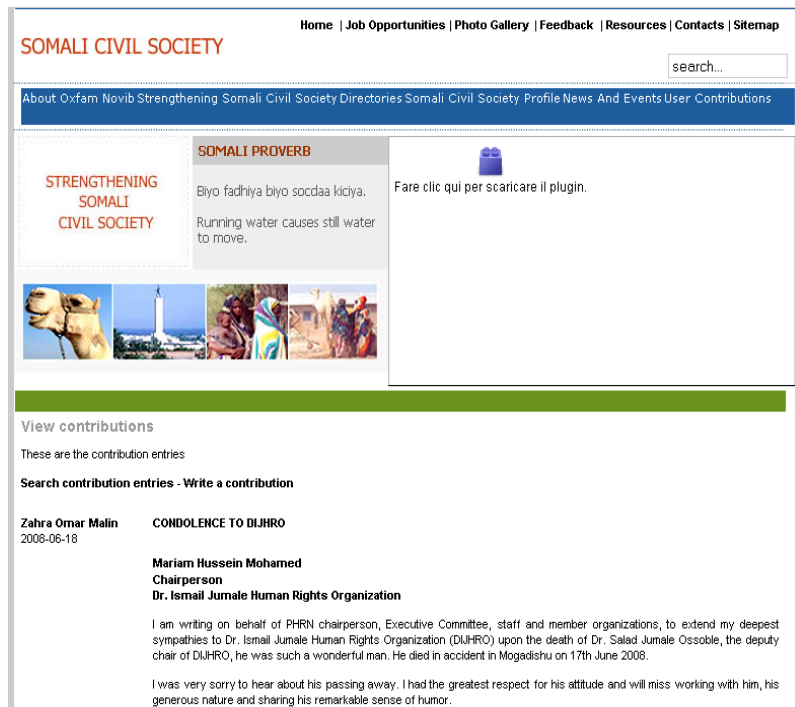 Home | Job Opportunities | Photo Gallery | Feedback | Resources | Contacts | Sitemap
SOMALI CIVIL SOCIETY
search...
About Oxfam Novib Strengthening Somali Civil Society Directories Somali Civil Society Profile News And Events User Contributions
STRENGTHENING
SOMALI
CIVIL SOCIETY
SOMALI PROVERB
Biyo fadhiya biyo socdaa kiciya.
Running water causes still water
to move.
Fare clic qui per scaricare il plugin.
View contributions
These are the contribution entries
Search contribution entries - Write a contribution
Zahra Omar Malin
2008-06-18
CONDOLENCE TO DIJHRO
Mariam Hussein Mohamed
Chairperson
Dr. Ismail Jumale Human Rights Organization
I am writing on behalf of PHRN chairperson, Executive Committee, staff and member organizations, to extend my deepest
sympathies to Dr. Ismail Jumale Human Rights Organization (DIJHRO) upon the death of Dr. Salad Jumale Ossoble, the deputy
chair of DIJHRO, he was such a wonderful man. He died in accident in Mogadishu on 17th June 2008.
I was very sorry to hear about his passing away. I had the greatest respect for his attitude and will miss working with him, his
generous nature and sharing his remarkable sense of humor.